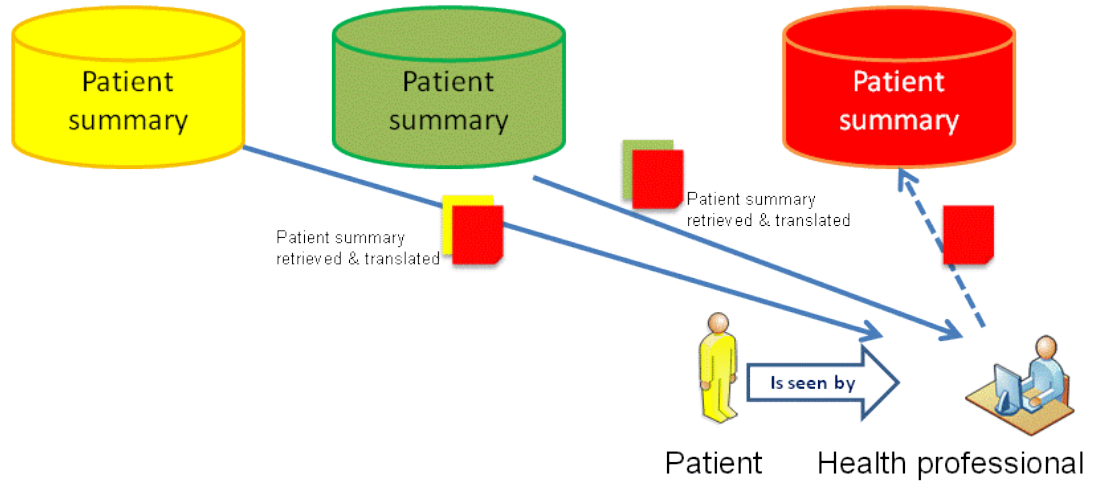 Patient
summary
Patient
summary
Patient
summary
Patient summary
retrieved & translated
Patient summary
retrieved & translated
Is seen by
Patient
Health professional